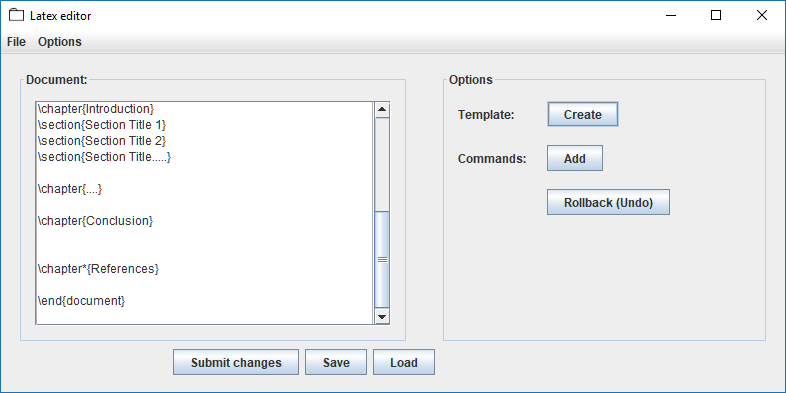 Latex editor
File Options
Document:
\chapter{Introduction}
\section{Section Title 1}
\section{Section Title 2}
\section{Section Title.....}
\chapter{....}
\chapter{Conclusion}
\chapter*{References}
\end{document}
Submit changes Save Load
Options
Template: Create
Commands: Add
Rollback (Undo)